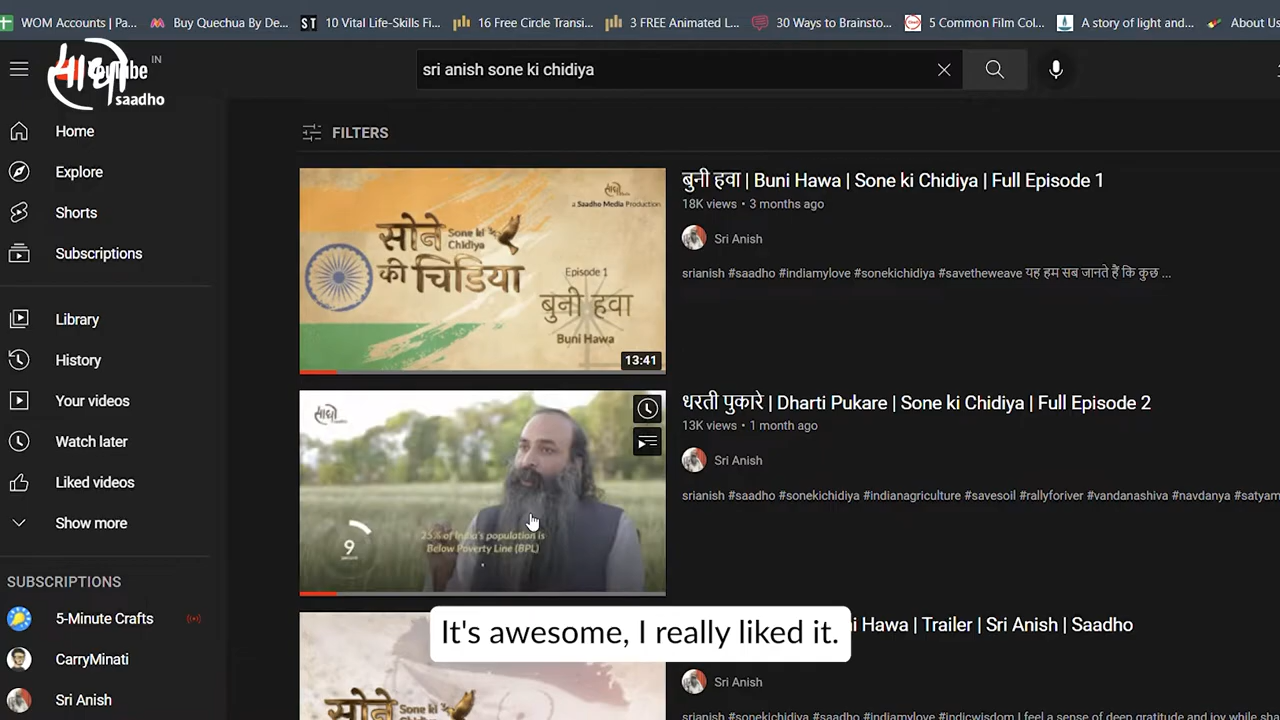 WOM Accounts | Pa...
Buy Quechua By De...
ST 10 Vital Life-Skills Fi...
16 Free Circle Transi...
3 FREE Animated L...
30 Ways to Brainsto...
5 Common Film Col...
A story of light and...
About Us
साधो
saadho
IN
sri anish sone ki chidiya
FILTERS
Home
Explore
Shorts
Subscriptions
Library
History
Your videos
Watch later
Liked videos
Show more
SUBSCRIPTIONS
5-Minute Crafts
CarryMinati
Sri Anish
साधो
a Saadho Media Production
सोने Sone ki Chidiya
की चिडिया
Episode 1
बुनी हवा
Buni Hawa
13:41
बुनी हवा | Buni Hawa | Sone ki Chidiya | Full Episode 1
18K views • 3 months ago
Sri Anish
srianish #saadho #indiamylove #sonekichidiya #savetheweave यह हम सब जानते हैं कि कुछ ...
साधो
9
25% of India's population is
Below Poverty Line (BPL)
धरती पुकारे | Dharti Pukare | Sone ki Chidiya | Full Episode 2
13K views • 1 month ago
Sri Anish
srianish #saadho #sonekichidiya #indianagriculture #savesoil #rallyforiver #vandanashiva #navdanya #satyam
It's awesome, I really liked it.
Hawa | Trailer | Sri Anish | Saadho
Sri Anish
सोने Sone ki
srianish #sonekichidiya #saadho #indiamylove #indicwisdom I feel a sense of deep gratitude and joy while sha